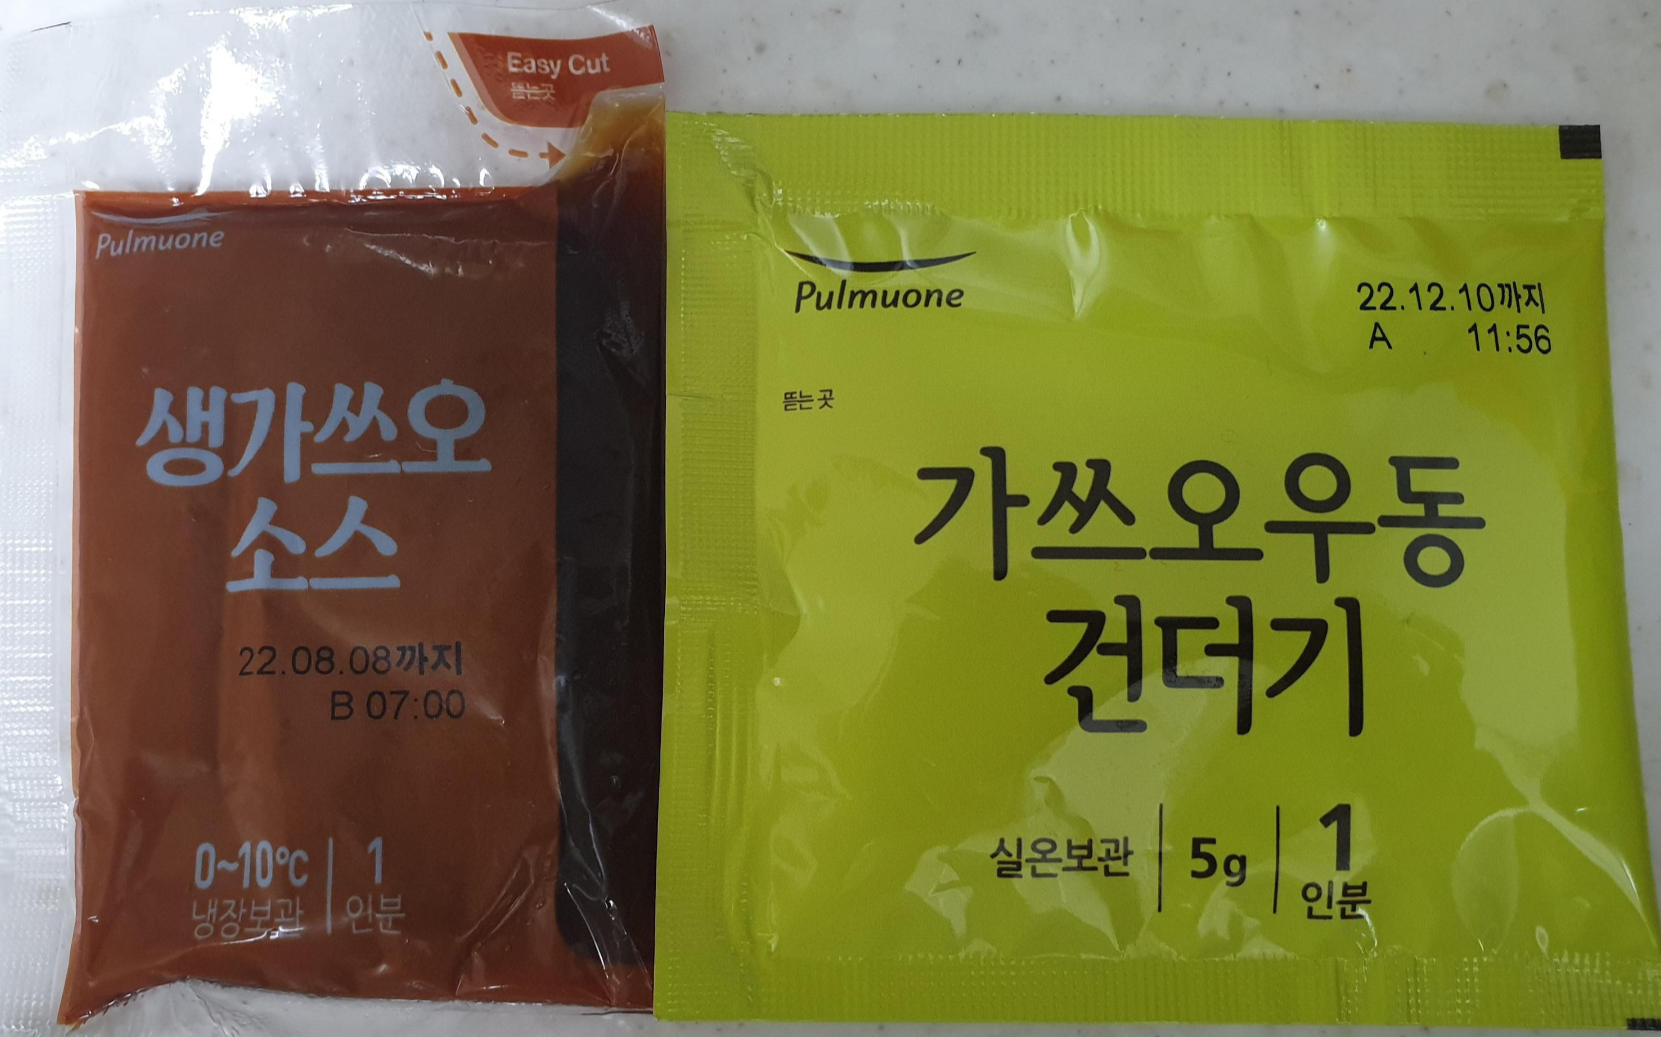 Easy Cut
뜯는곳
Pulmuone
생가쓰오
소스
22.08.08까지
B 07:00
0~10℃
냉장보관
1
인분
Pulmuone
22.12.10까지
A 11:56
뜯는곳
가쓰오우동
건더기
실온보관
5g
1
인분